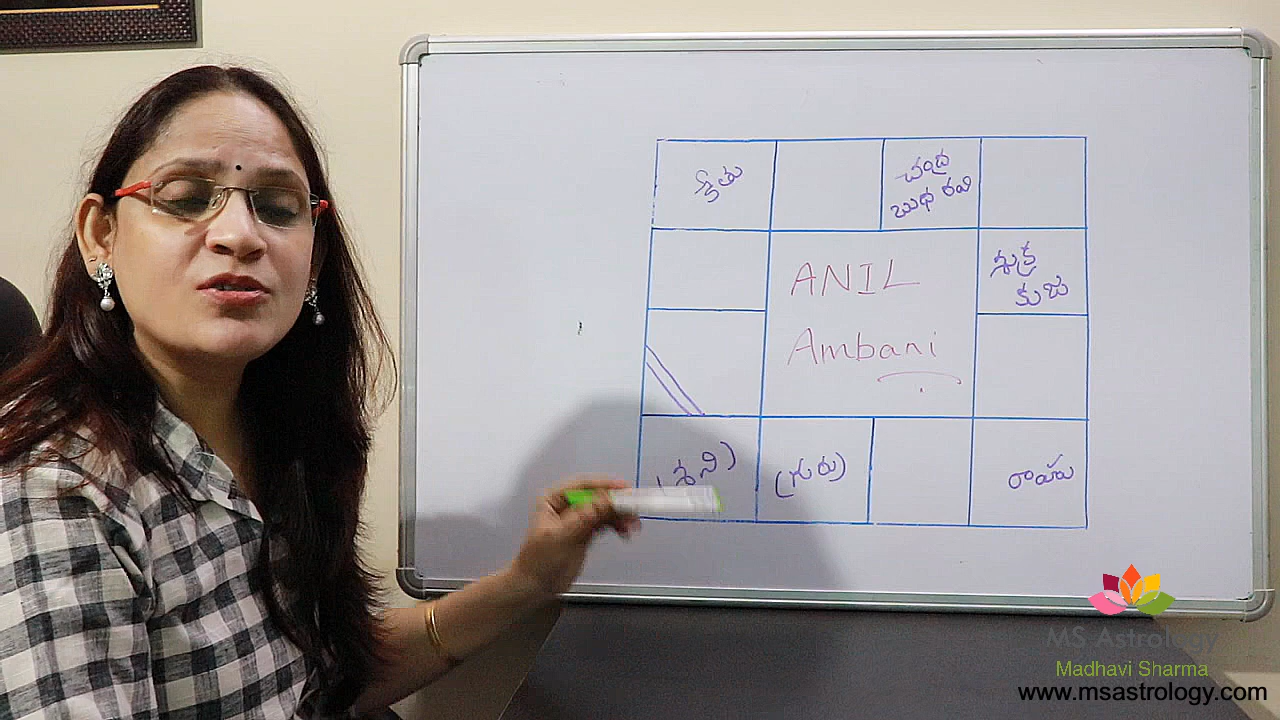 కేతు
చంద్ర
బుధ రవి
శుక్ర
కుజ
ANIL
Ambani
(శని)
(గురు)
రాహు
MS Astrology
Madhavi Sharma
www.msastrology.com